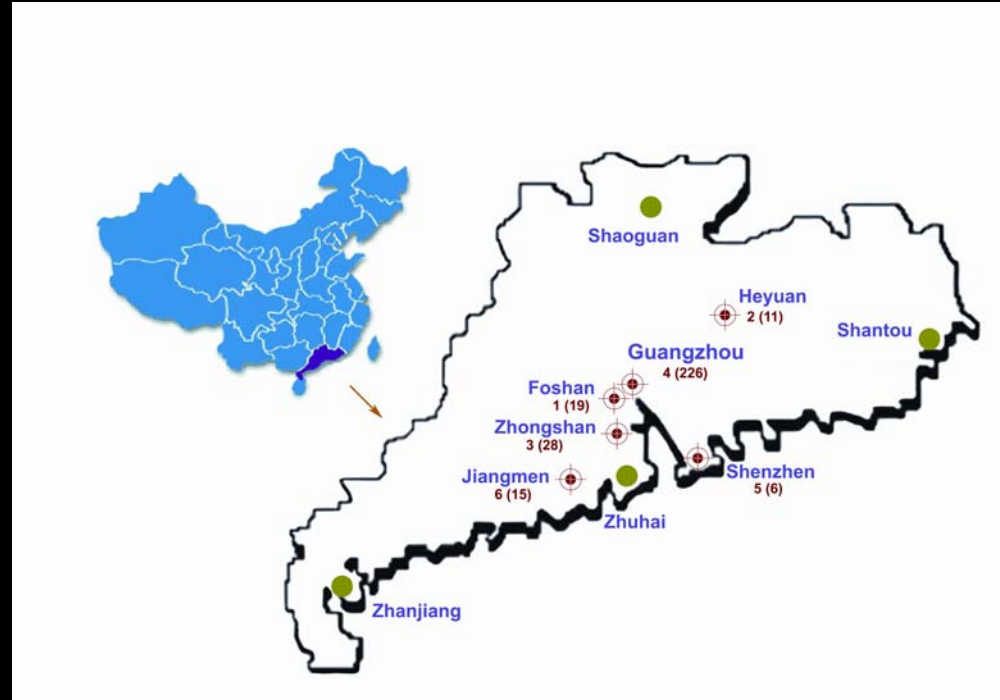 Shaoguan
Heyuan
2 (11)
Shantou
Guangzhou
4 (226)
Foshan
1 (19)
Zhongshan
3 (28)
Shenzhen
5 (6)
Jiangmen
6 (15)
Zhuhai
Zhanjiang